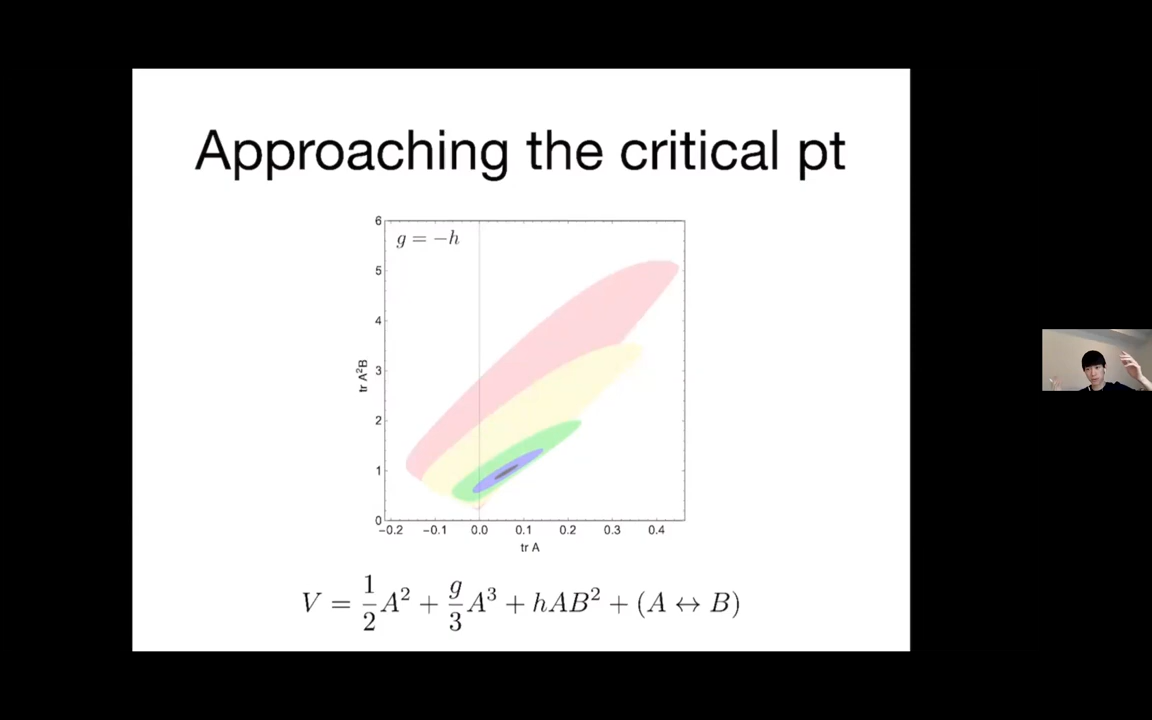 Approaching the critical pt
6
g = −h
5
4
tr A²B
3
2
1
0
−0.2 −0.1 0.0 0.1 0.2 0.3 0.4
tr A
V = 1/2 A² + g/3 A³ + hAB² + (A ↔ B)